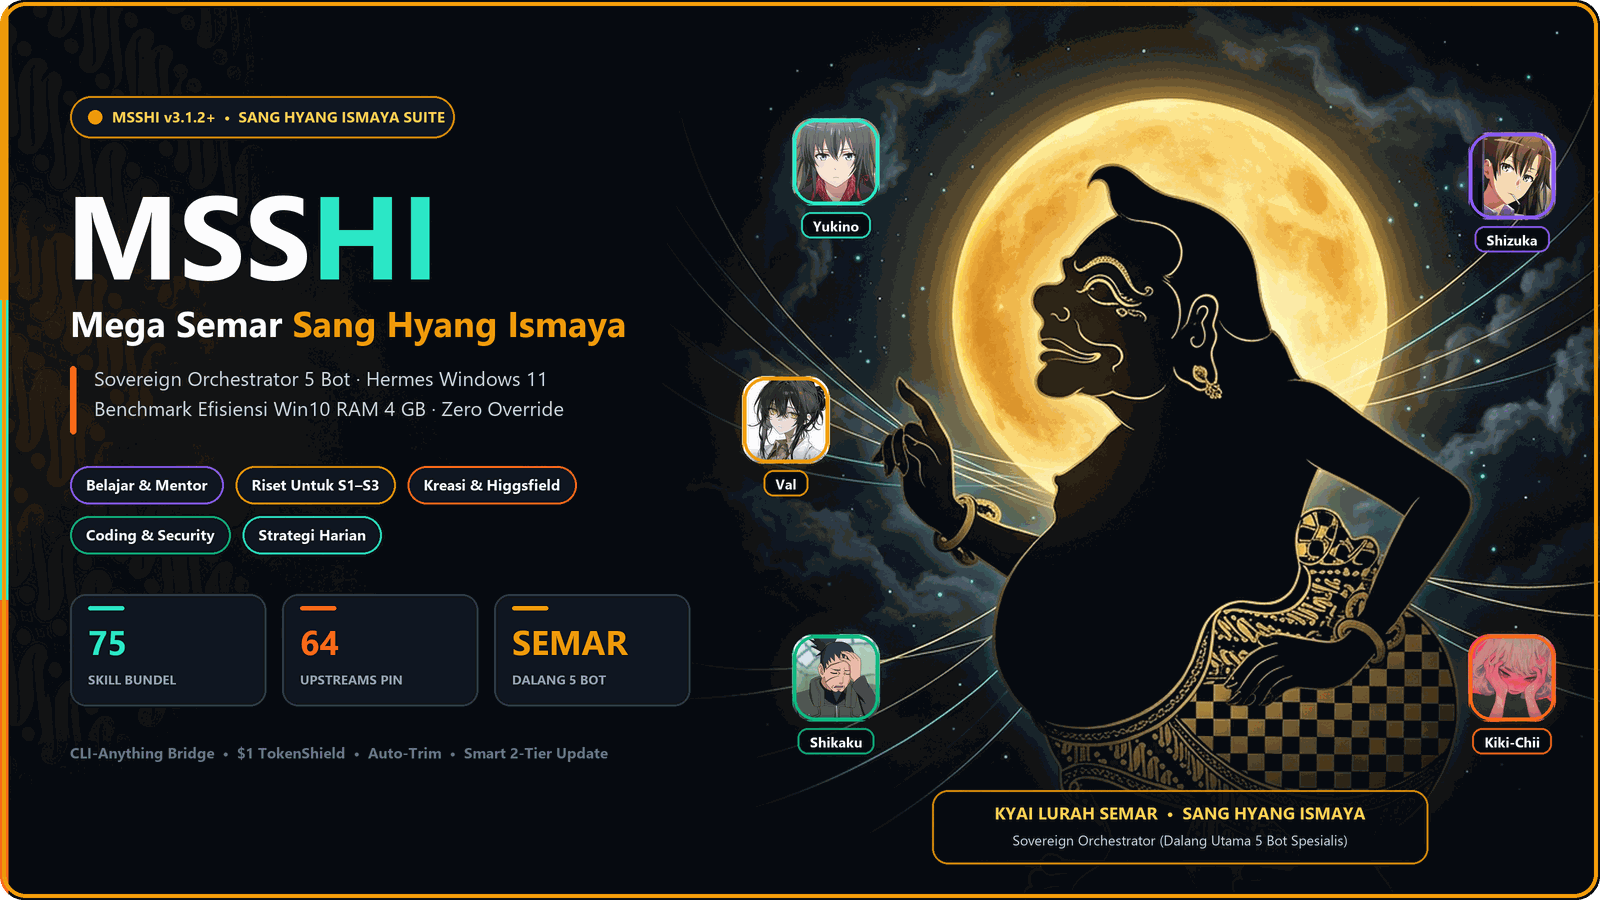 MSSHI v3.1.2+ • SANG HYANG ISMAYA SUITE
MSSHI
Mega Semar Sang Hyang Ismaya
Sovereign Orchestrator 5 Bot · Hermes Windows 11
Benchmark Efisiensi Win10 RAM 4 GB · Zero Override
Belajar & Mentor
Riset Untuk S1–S3
Kreasi & Higgsfield
Coding & Security
Strategi Harian
75
SKILL BUNDEL
64
UPSTREAMS PIN
SEMAR
DALANG 5 BOT
CLI-Anything Bridge • $1 TokenShield • Auto-Trim • Smart 2-Tier Update
Yukino
Shizuka
Val
Shikaku
Kiki-Chii
KYAI LURAH SEMAR • SANG HYANG ISMAYA
Sovereign Orchestrator (Dalang Utama 5 Bot Spesialis)